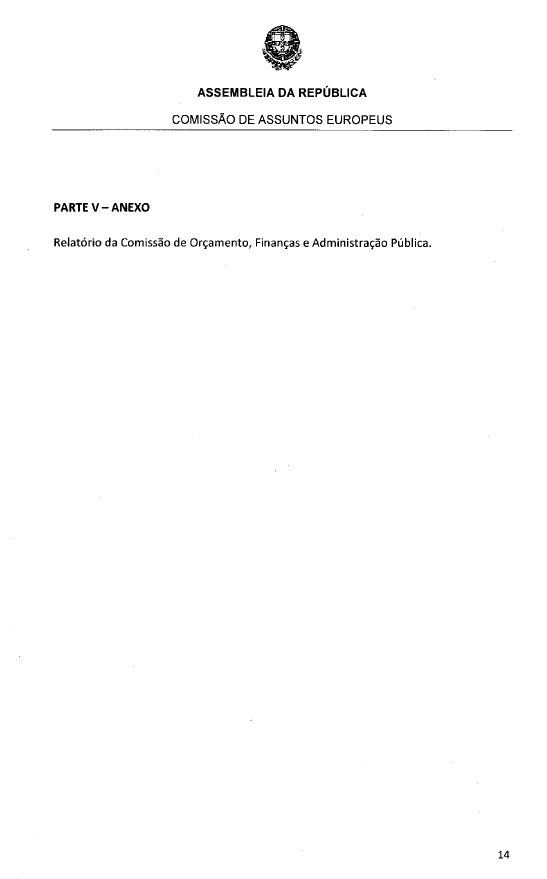 ASSEMBLEIA DA REPÚBLICA
COMISSÃO DE ASSUNTOS EUROPEUS
PARTE V – ANEXO
Relatório da Comissão de Orçamento, Finanças e Administração Pública.
14